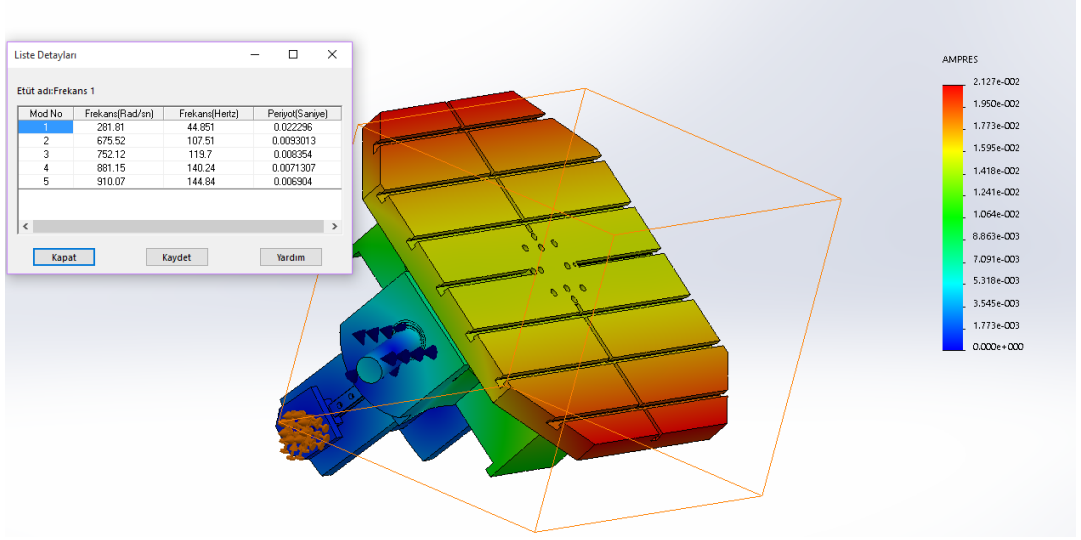 Liste Detayları
Etüt adı:Frekans 1
Mod No Frekans(Rad/sn) Frekans(Hertz) Periyot(Saniye)
1 281.81 44.851 0.022296
2 675.52 107.51 0.0093013
3 752.12 119.7 0.008354
4 881.15 140.24 0.0071307
5 910.07 144.84 0.006904
Kapat Kaydet Yardım
AMPRES
2.127e-002
1.950e-002
1.773e-002
1.595e-002
1.418e-002
1.241e-002
1.064e-002
8.863e-003
7.091e-003
5.318e-003
3.545e-003
1.773e-003
0.000e+000